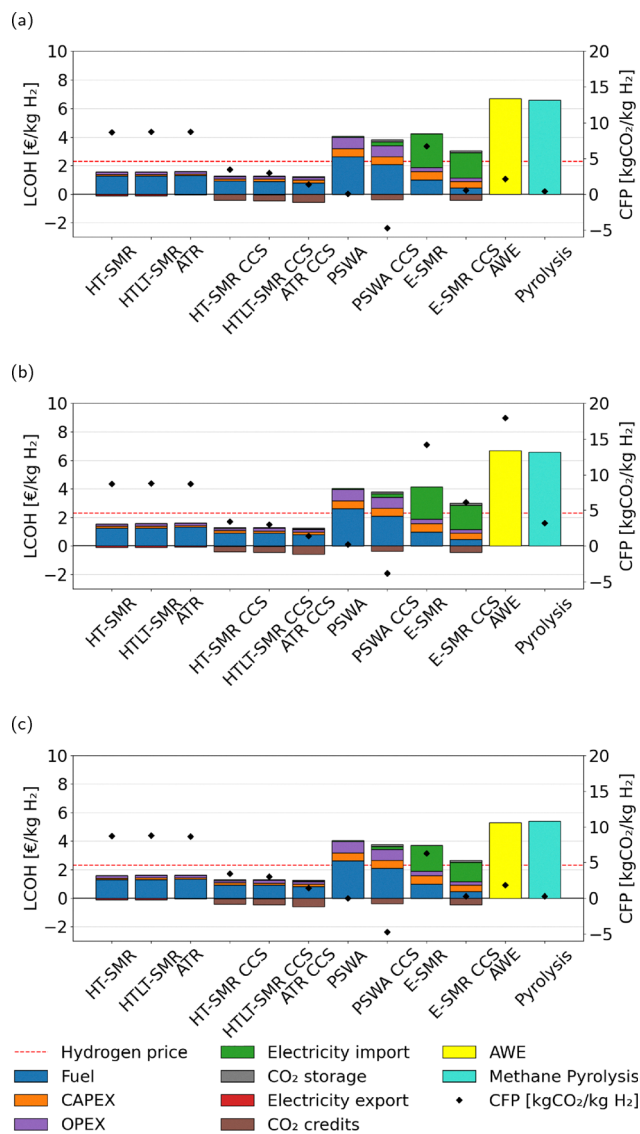 (a)
LCOH [€/kg H₂]
10
8
6
4
2
0
−2
20
15
10
5
0
−5
CFP [kgCO₂/kg H₂]
HT-SMR
HTLT-SMR
ATR
HT-SMR CCS
HTLT-SMR CCS
ATR CCS
PSWA
PSWA CCS
E-SMR
E-SMR CCS
AWE
Pyrolysis
(b)
LCOH [€/kg H₂]
10
8
6
4
2
0
−2
20
15
10
5
0
−5
CFP [kgCO₂/kg H₂]
HT-SMR
HTLT-SMR
ATR
HT-SMR CCS
HTLT-SMR CCS
ATR CCS
PSWA
PSWA CCS
E-SMR
E-SMR CCS
AWE
Pyrolysis
(c)
LCOH [€/kg H₂]
10
8
6
4
2
0
−2
20
15
10
5
0
−5
CFP [kgCO₂/kg H₂]
HT-SMR
HTLT-SMR
ATR
HT-SMR CCS
HTLT-SMR CCS
ATR CCS
PSWA
PSWA CCS
E-SMR
E-SMR CCS
AWE
Pyrolysis
Hydrogen price
Fuel
CAPEX
OPEX
Electricity import
CO₂ storage
Electricity export
CO₂ credits
AWE
Methane Pyrolysis
CFP [kgCO₂/kg H₂]